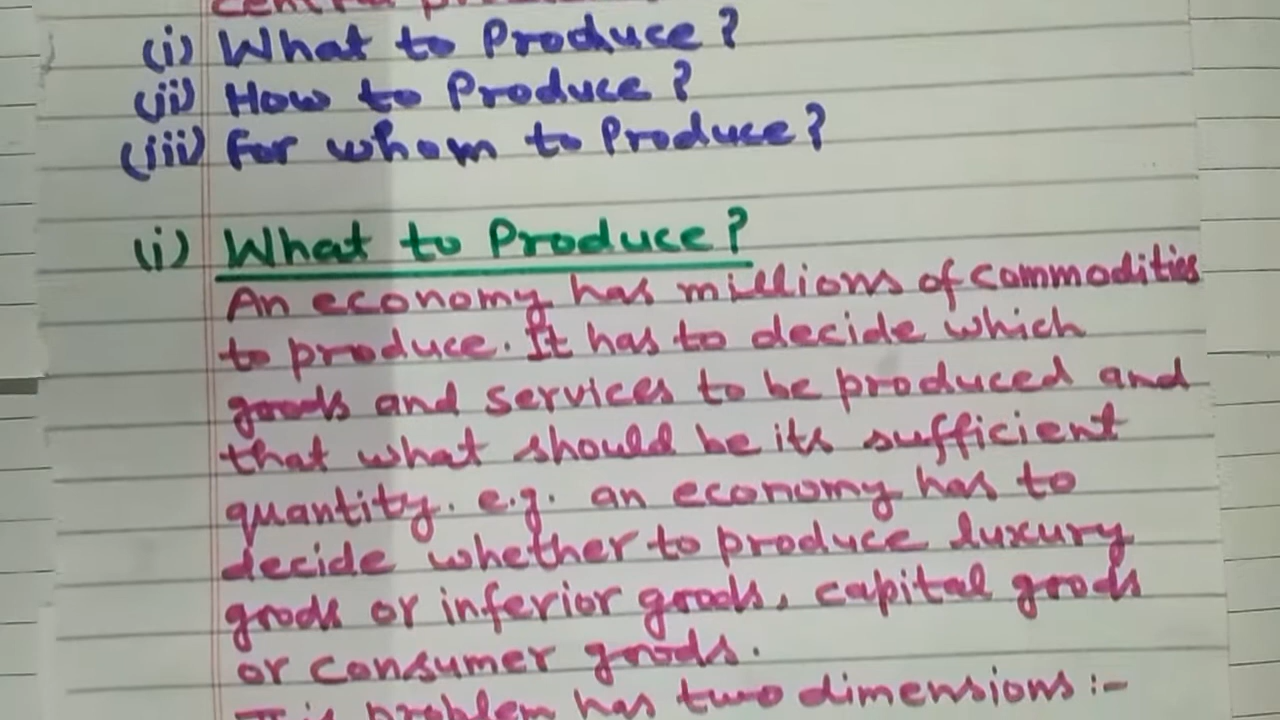 central
(i) What to Produce?
(ii) How to Produce?
(iii) For whom to Produce?
(i) What to Produce?
An economy has millions of commodities
to produce. It has to decide which
goods and services to be produced and
that what should be its sufficient
quantity. e.g. an economy has to
decide whether to produce luxury
goods or inferior goods, capital goods
or consumer goods.
problem has two dimensions :-